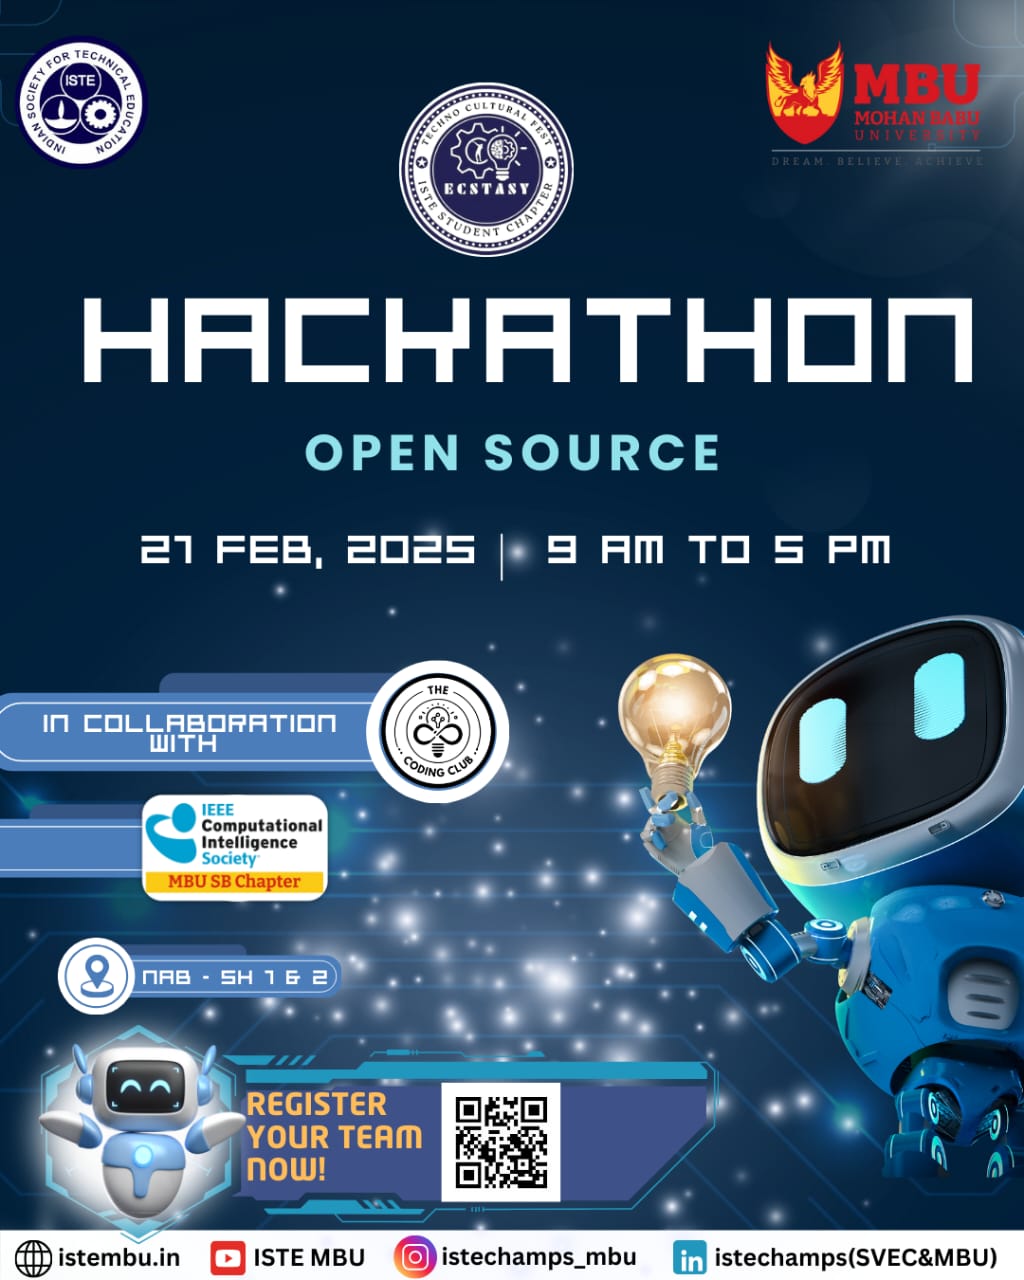 INDIAN SOCIETY FOR TECHNICAL EDUCATION
ISTE
TECHNO CULTURAL FEST
ECSTASY
ISTE STUDENT CHAPTER
MBU
MOHAN BABU
UNIVERSITY
DREAM. BELIEVE. ACHIEVE
HACKATHON
OPEN SOURCE
21 FEB, 2025 | 9 AM TO 5 PM
IN COLLABORATION
WITH
THE
CODING CLUB
IEEE
Computational
Intelligence
Society
MBU SB Chapter
NAB - SH 1 & 2
REGISTER
YOUR TEAM
NOW!
istembu.in ISTE MBU istechamps_mbu istechamps(SVEC&MBU)